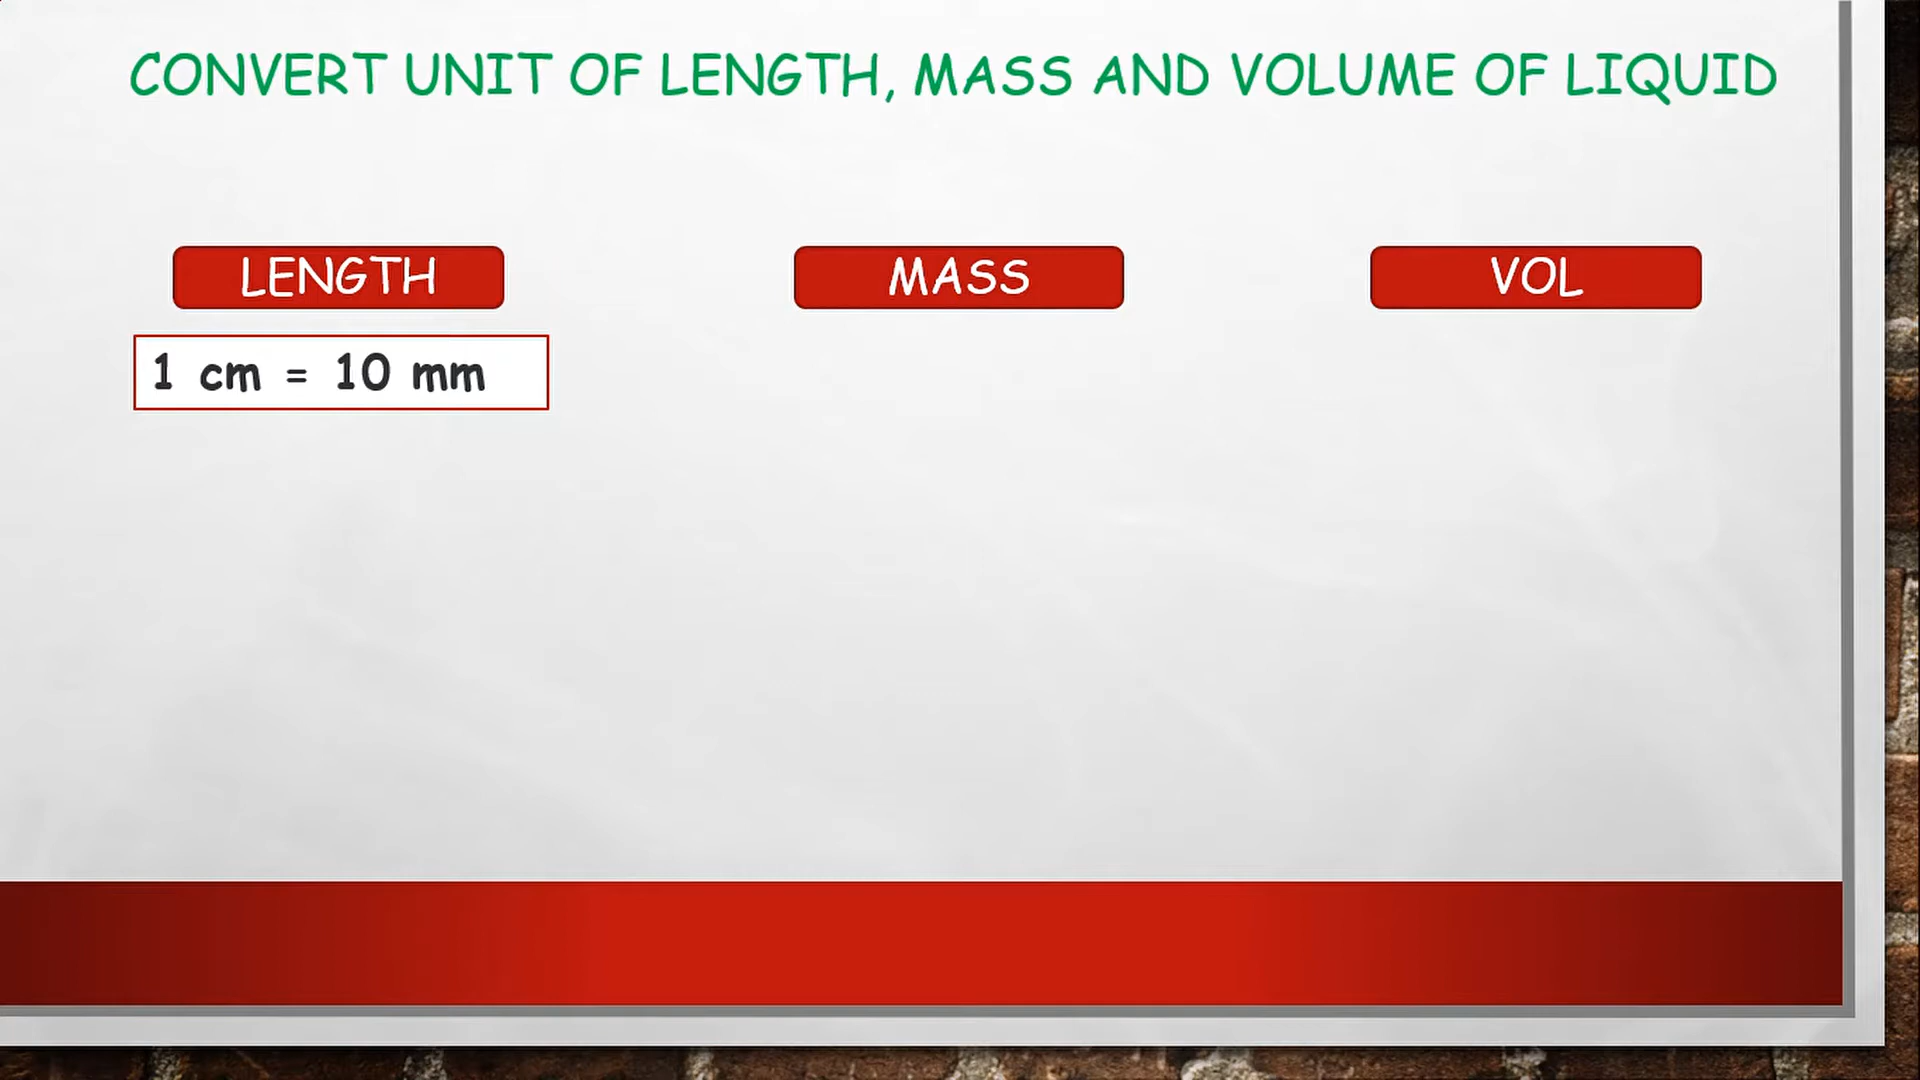 CONVERT UNIT OF LENGTH, MASS AND VOLUME OF LIQUID
LENGTH
MASS
VOL
1 cm = 10 mm